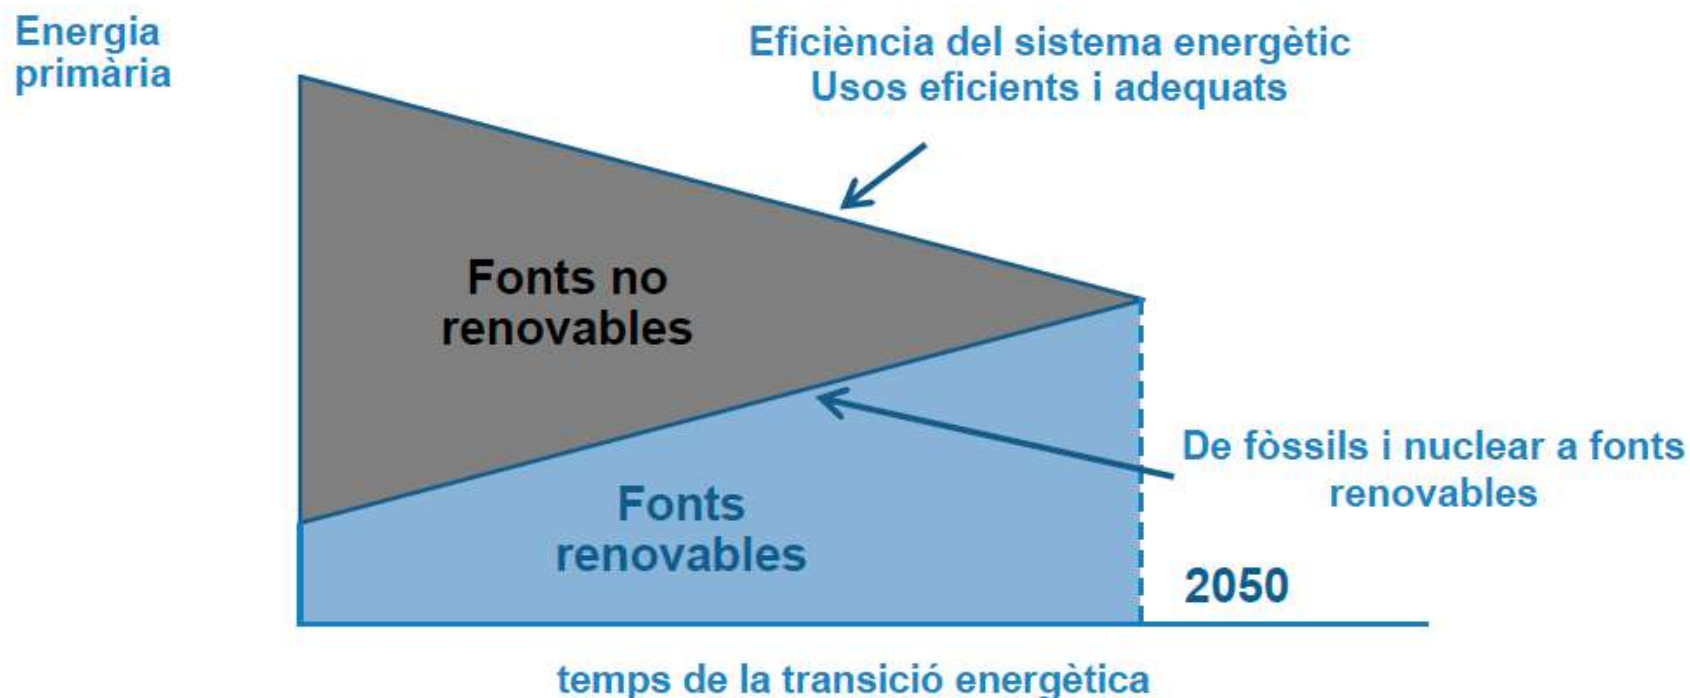 Energia
primària
Eficiència del sistema energètic
Usos eficients i adequats
Fonts no
renovables
De fòssils i nuclear a fonts
renovables
Fonts
renovables
2050
temps de la transició energètica